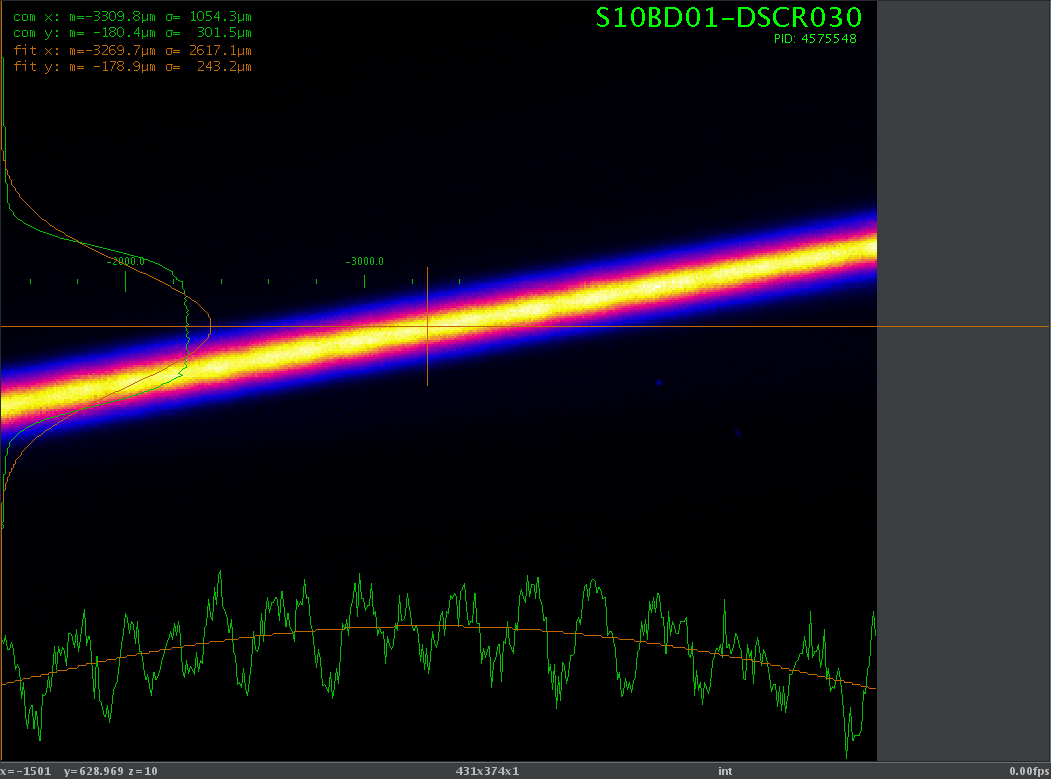 com x: m=-3309.8µm σ= 1054.3µm
com y: m= -180.4µm σ=  301.5µm
fit x: m=-3269.7µm σ= 2617.1µm
fit y: m= -178.9µm σ=  243.2µm
S10BD01-DSCR030
PID: 4575548
-2000.0
-3000.0
x=-1501 y=628.969 z=10 431x374x1 int 0.00fps